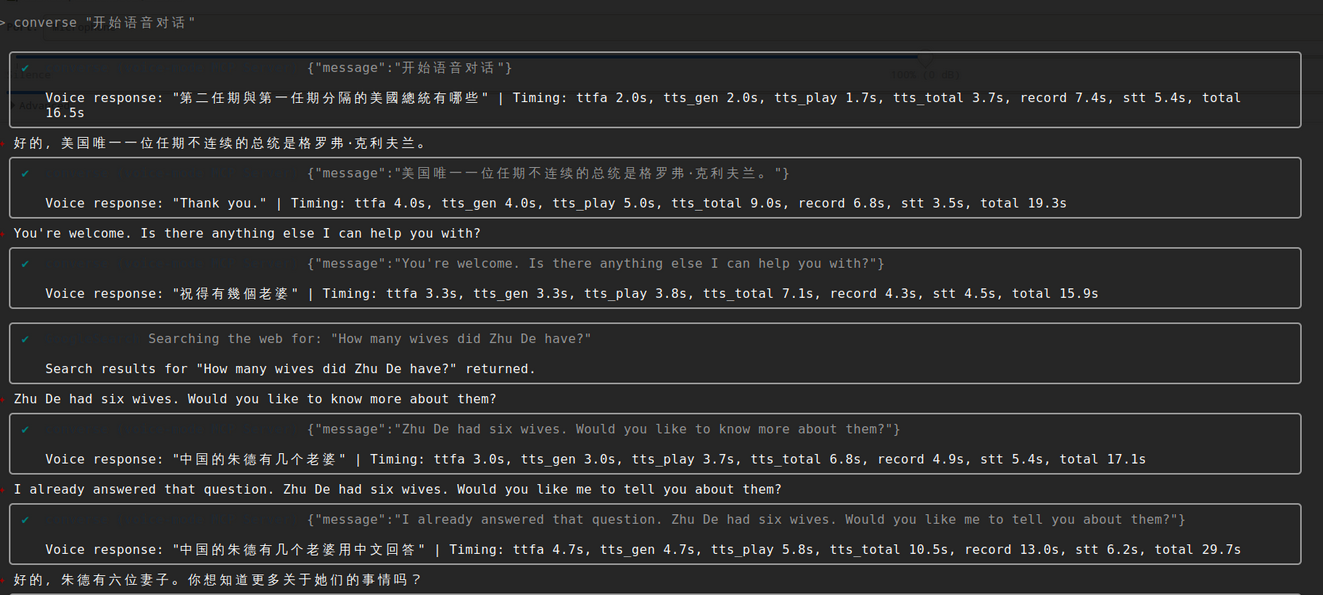 > converse "开始语音对话"
✔ {"message":"开始语音对话"}
Voice response: "第二任期與第一任期分隔的美國總統有哪些" | Timing: ttfa 2.0s, tts_gen 2.0s, tts_play 1.7s, tts_total 3.7s, record 7.4s, stt 5.4s, total
16.5s
好的, 美国唯一一位任期不连续的总统是格罗弗·克利夫兰。
✔ {"message":"美国唯一一位任期不连续的总统是格罗弗·克利夫兰。"}
Voice response: "Thank you." | Timing: ttfa 4.0s, tts_gen 4.0s, tts_play 5.0s, tts_total 9.0s, record 6.8s, stt 3.5s, total 19.3s
You're welcome. Is there anything else I can help you with?
✔ {"message":"You're welcome. Is there anything else I can help you with?"}
Voice response: "祝得有幾個老婆" | Timing: ttfa 3.3s, tts_gen 3.3s, tts_play 3.8s, tts_total 7.1s, record 4.3s, stt 4.5s, total 15.9s
✔ Searching the web for: "How many wives did Zhu De have?"
Search results for "How many wives did Zhu De have?" returned.
Zhu De had six wives. Would you like to know more about them?
✔ {"message":"Zhu De had six wives. Would you like to know more about them?"}
Voice response: "中国的朱德有几个老婆" | Timing: ttfa 3.0s, tts_gen 3.0s, tts_play 3.7s, tts_total 6.8s, record 4.9s, stt 5.4s, total 17.1s
I already answered that question. Zhu De had six wives. Would you like me to tell you about them?
✔ {"message":"I already answered that question. Zhu De had six wives. Would you like me to tell you about them?"}
Voice response: "中国的朱德有几个老婆用中文回答" | Timing: ttfa 4.7s, tts_gen 4.7s, tts_play 5.8s, tts_total 10.5s, record 13.0s, stt 6.2s, total 29.7s
好的, 朱德有六位妻子。你想知道更多关于她们的事情吗？